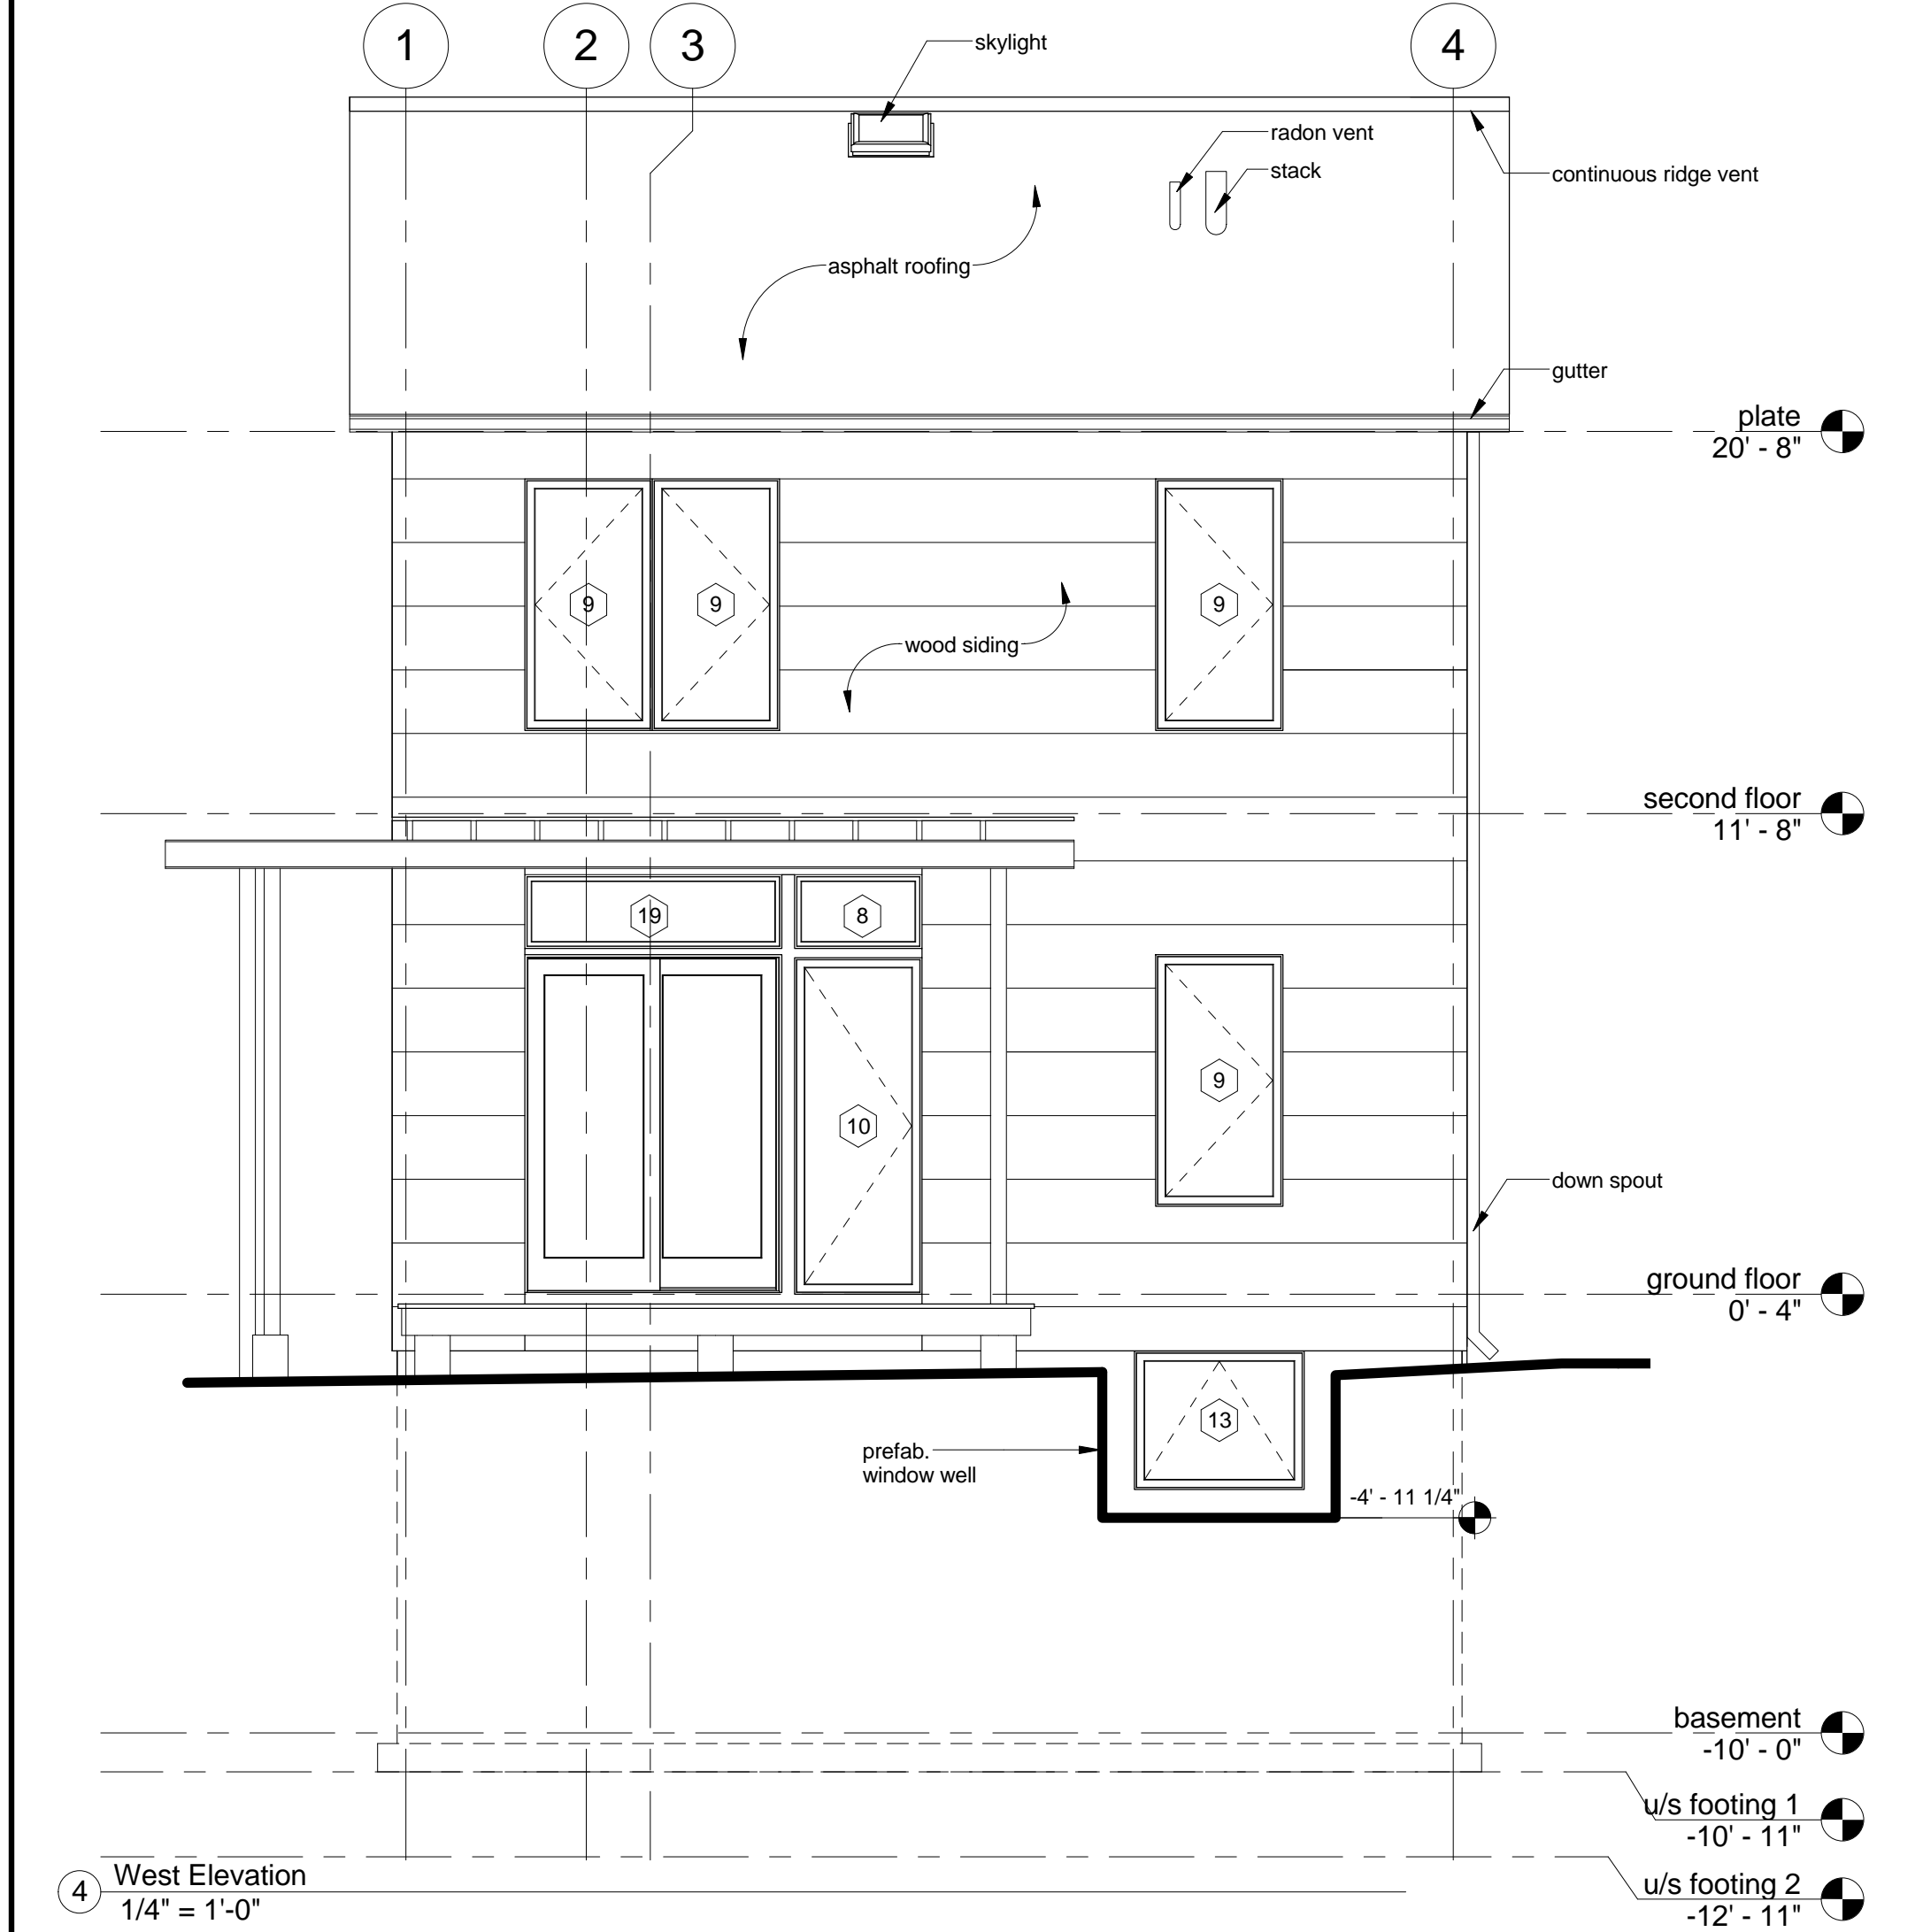 1
2
3
4
skylight
radon vent
stack
continuous ridge vent
asphalt roofing
gutter
plate
20' - 8"
9
9
9
wood siding
second floor
11' - 8"
19
8
9
10
down spout
ground floor
0' - 4"
13
prefab.
window well
-4' - 11 1/4"
basement
-10' - 0"
u/s footing 1
-10' - 11"
4
West Elevation
1/4" = 1'-0"
u/s footing 2
-12' - 11"